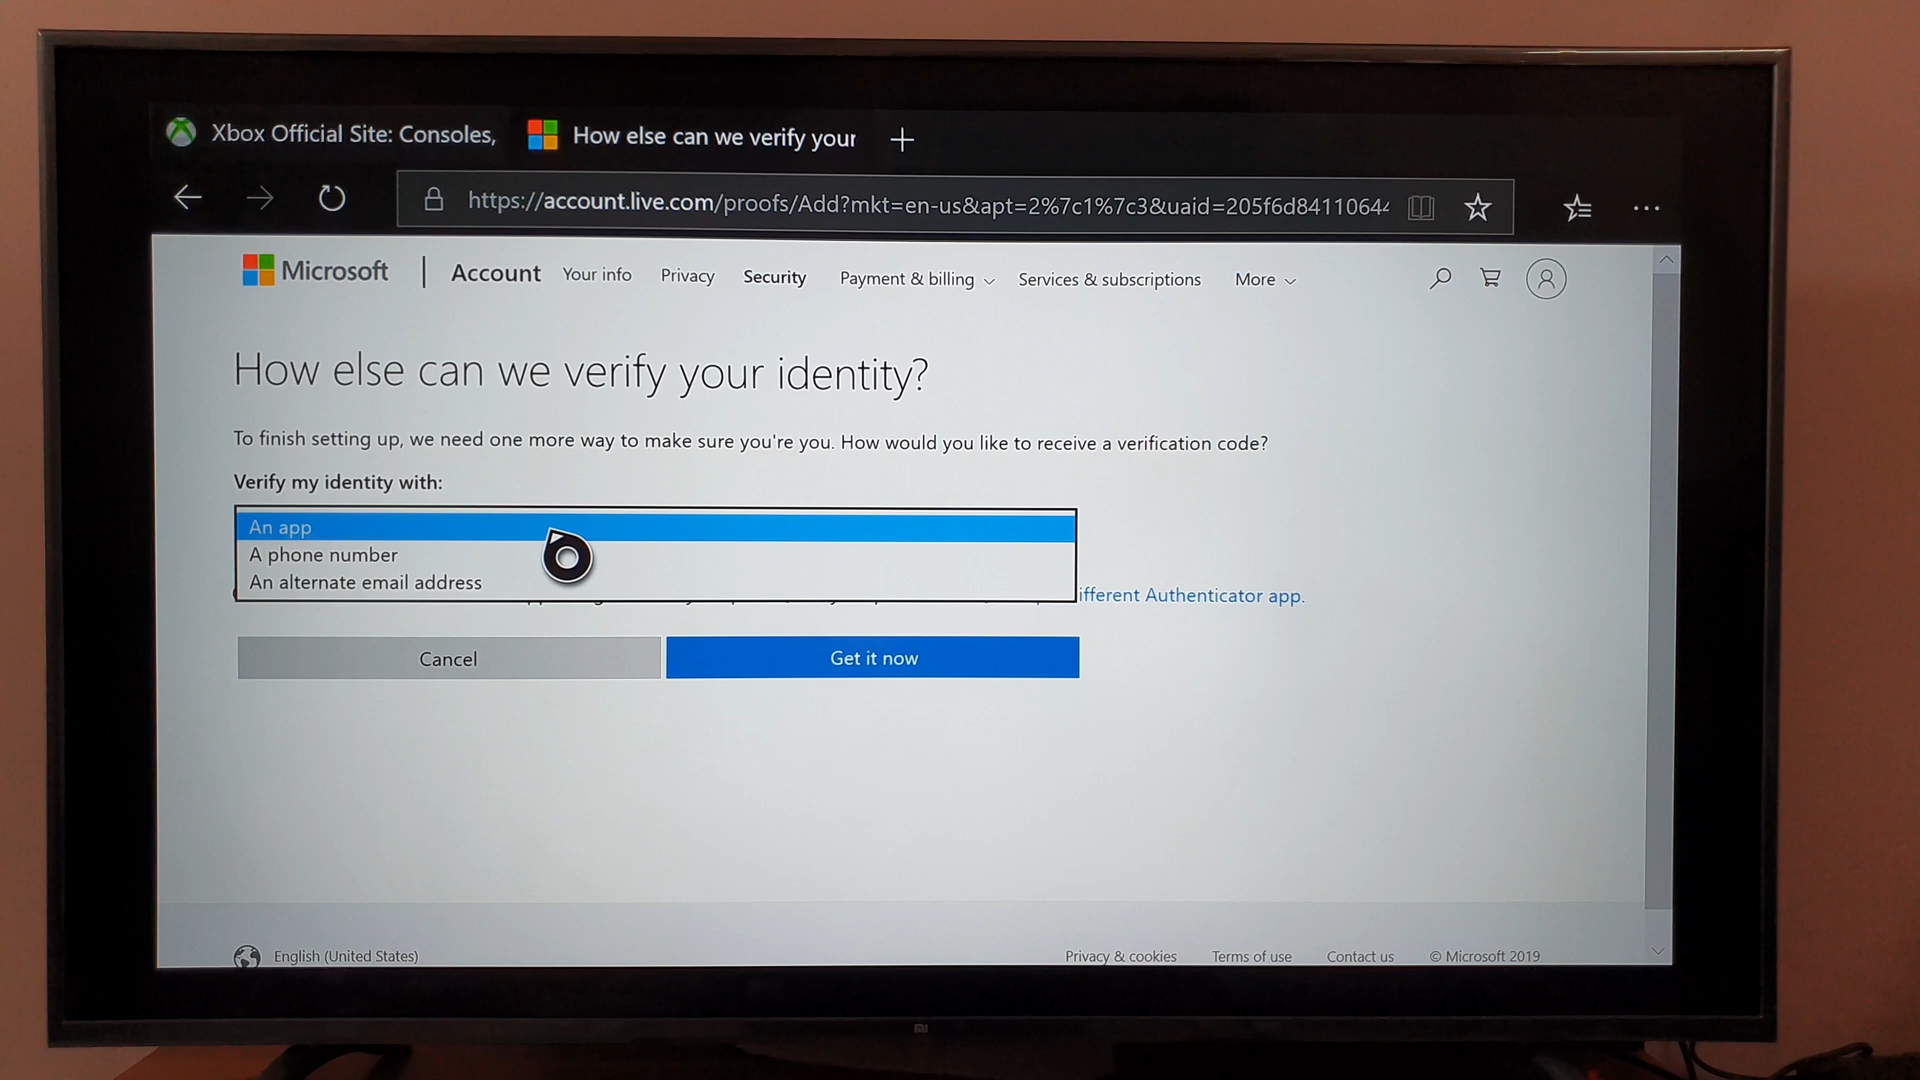 Xbox Official Site: Consoles,
How else can we verify your
https://account.live.com/proofs/Add?mkt=en-us&apt=2%7c1%7c3&uaid=205f6d84110644
Microsoft | Account Your info Privacy Security Payment & billing Services & subscriptions More
How else can we verify your identity?
To finish setting up, we need one more way to make sure you're you. How would you like to receive a verification code?
Verify my identity with:
An app
A phone number
An alternate email address
ifferent Authenticator app.
Cancel
Get it now
English (United States)
Privacy & cookies Terms of use Contact us © Microsoft 2019
mi